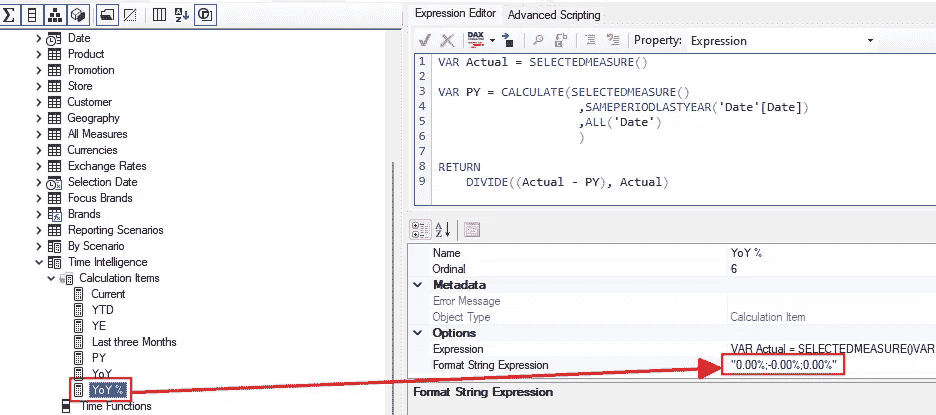 Date
Product
Promotion
Store
Customer
Geography
All Measures
Currencies
Exchange Rates
Selection Date
Focus Brands
Brands
Reporting Scenarios
By Scenario
Time Intelligence
Calculation Items
Current
YTD
YE
Last three Months
PY
YoY
YoY %
Time Functions
Expression Editor Advanced Scripting
DAX Property: Expression
1 VAR Actual = SELECTEDMEASURE()
2
3 VAR PY = CALCULATE(SELECTEDMEASURE()
4 ,SAMEPERIODLASTYEAR('Date'[Date])
5 ,ALL('Date')
6 )
7
8 RETURN
9 DIVIDE((Actual - PY), Actual)
Name YoY %
Ordinal 6
Metadata
Error Message
Object Type Calculation Item
Options
Expression VAR Actual = SELECTEDMEASURE()VAR
Format String Expression "0.00%;-0.00%;0.00%"
Format String Expression